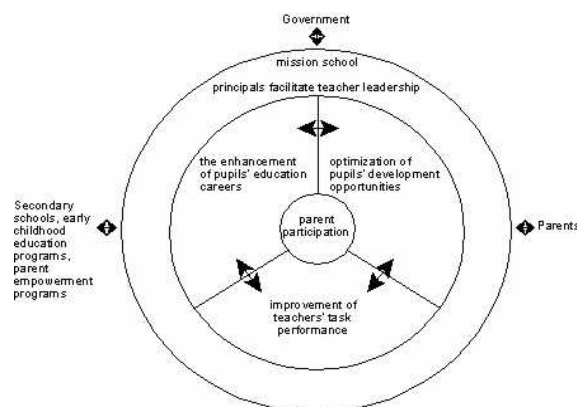 Government
mission school
principals facilitate teacher leadership
the enhancement
of pupils' education
careers
optimization of
pupils' development
opportunities
Secondary
schools, early
childhood
education
programs,
parent
empowerment
programs
parent
participation
Parents
improvement of
teachers' task
performance